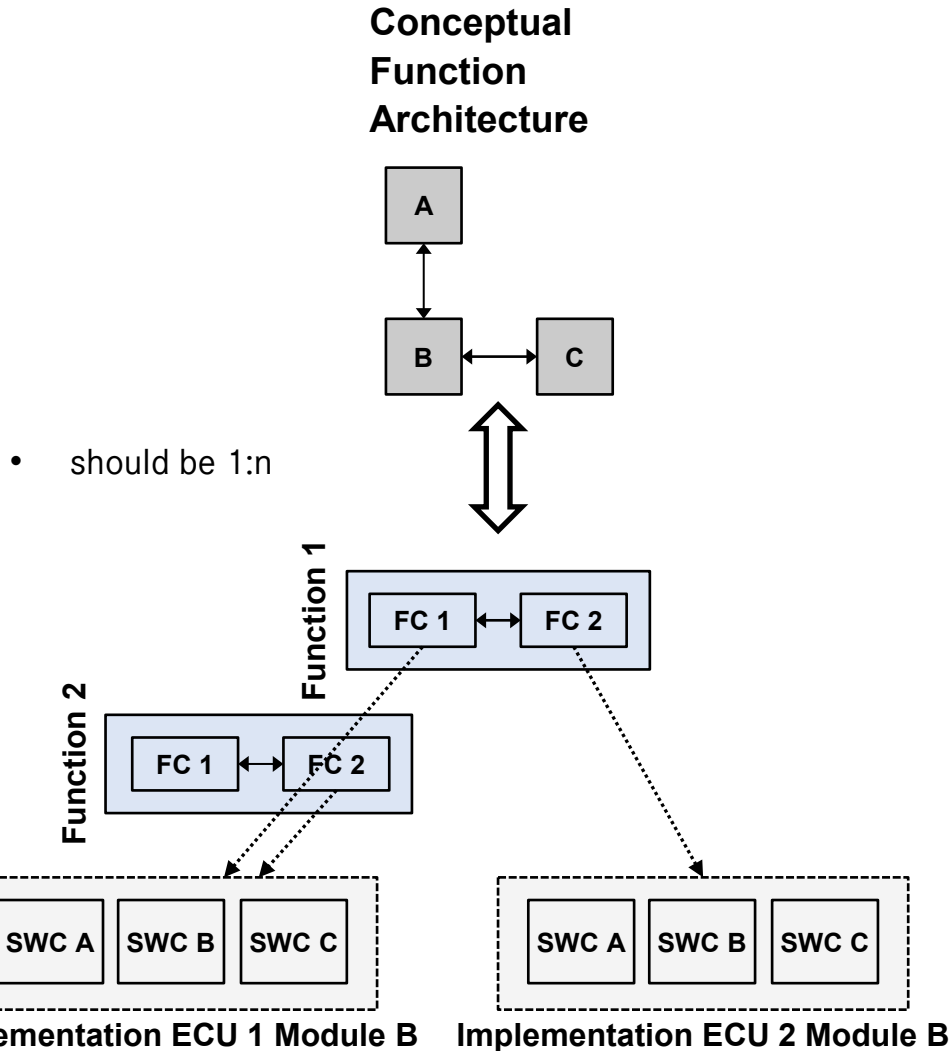 Conceptual
Function
Architecture
A
B
C
• should be 1:n
Function 1
FC 1
FC 2
Function 2
FC 1
FC 2
SWC A
SWC B
SWC C
SWC A
SWC B
SWC C
ementation ECU 1 Module B
Implementation ECU 2 Module B